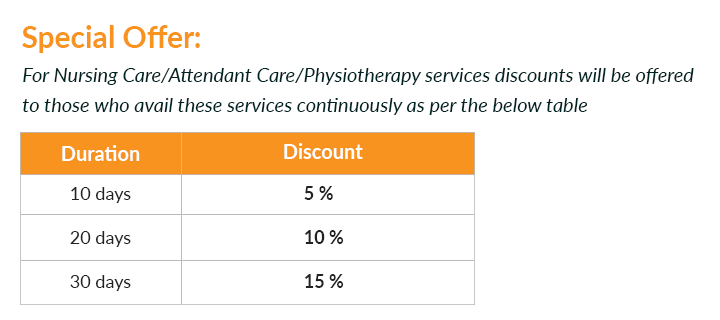 Special Offer:
For Nursing Care/Attendant Care/Physiotherapy services discounts will be offered
to those who avail these services continuously as per the below table
Duration Discount
10 days 5 %
20 days 10 %
30 days 15 %